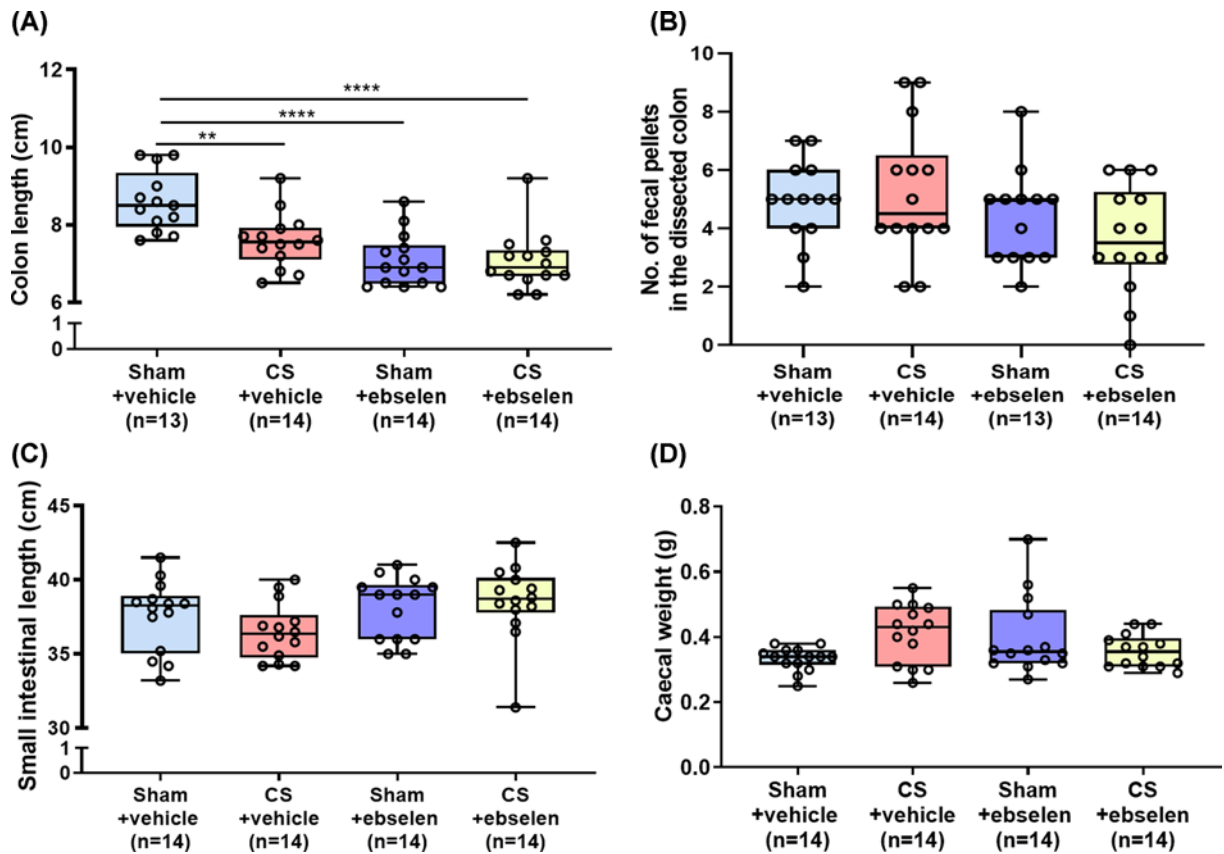 (A)
Colon length (cm)
12
10
8
6
1
0
****
****
**
Sham CS Sham CS
+vehicle +vehicle +ebselen +ebselen
(n=13) (n=14) (n=14) (n=14)
(B)
No. of fecal pellets
in the dissected colon
10
8
6
4
2
0
Sham CS Sham CS
+vehicle +vehicle +ebselen +ebselen
(n=13) (n=14) (n=13) (n=14)
(C)
Small intestinal length (cm)
45
40
35
30
1
0
Sham CS Sham CS
+vehicle +vehicle +ebselen +ebselen
(n=14) (n=14) (n=14) (n=14)
(D)
Caecal weight (g)
0.8
0.6
0.4
0.2
0.0
Sham CS Sham CS
+vehicle +vehicle +ebselen +ebselen
(n=14) (n=14) (n=14) (n=14)